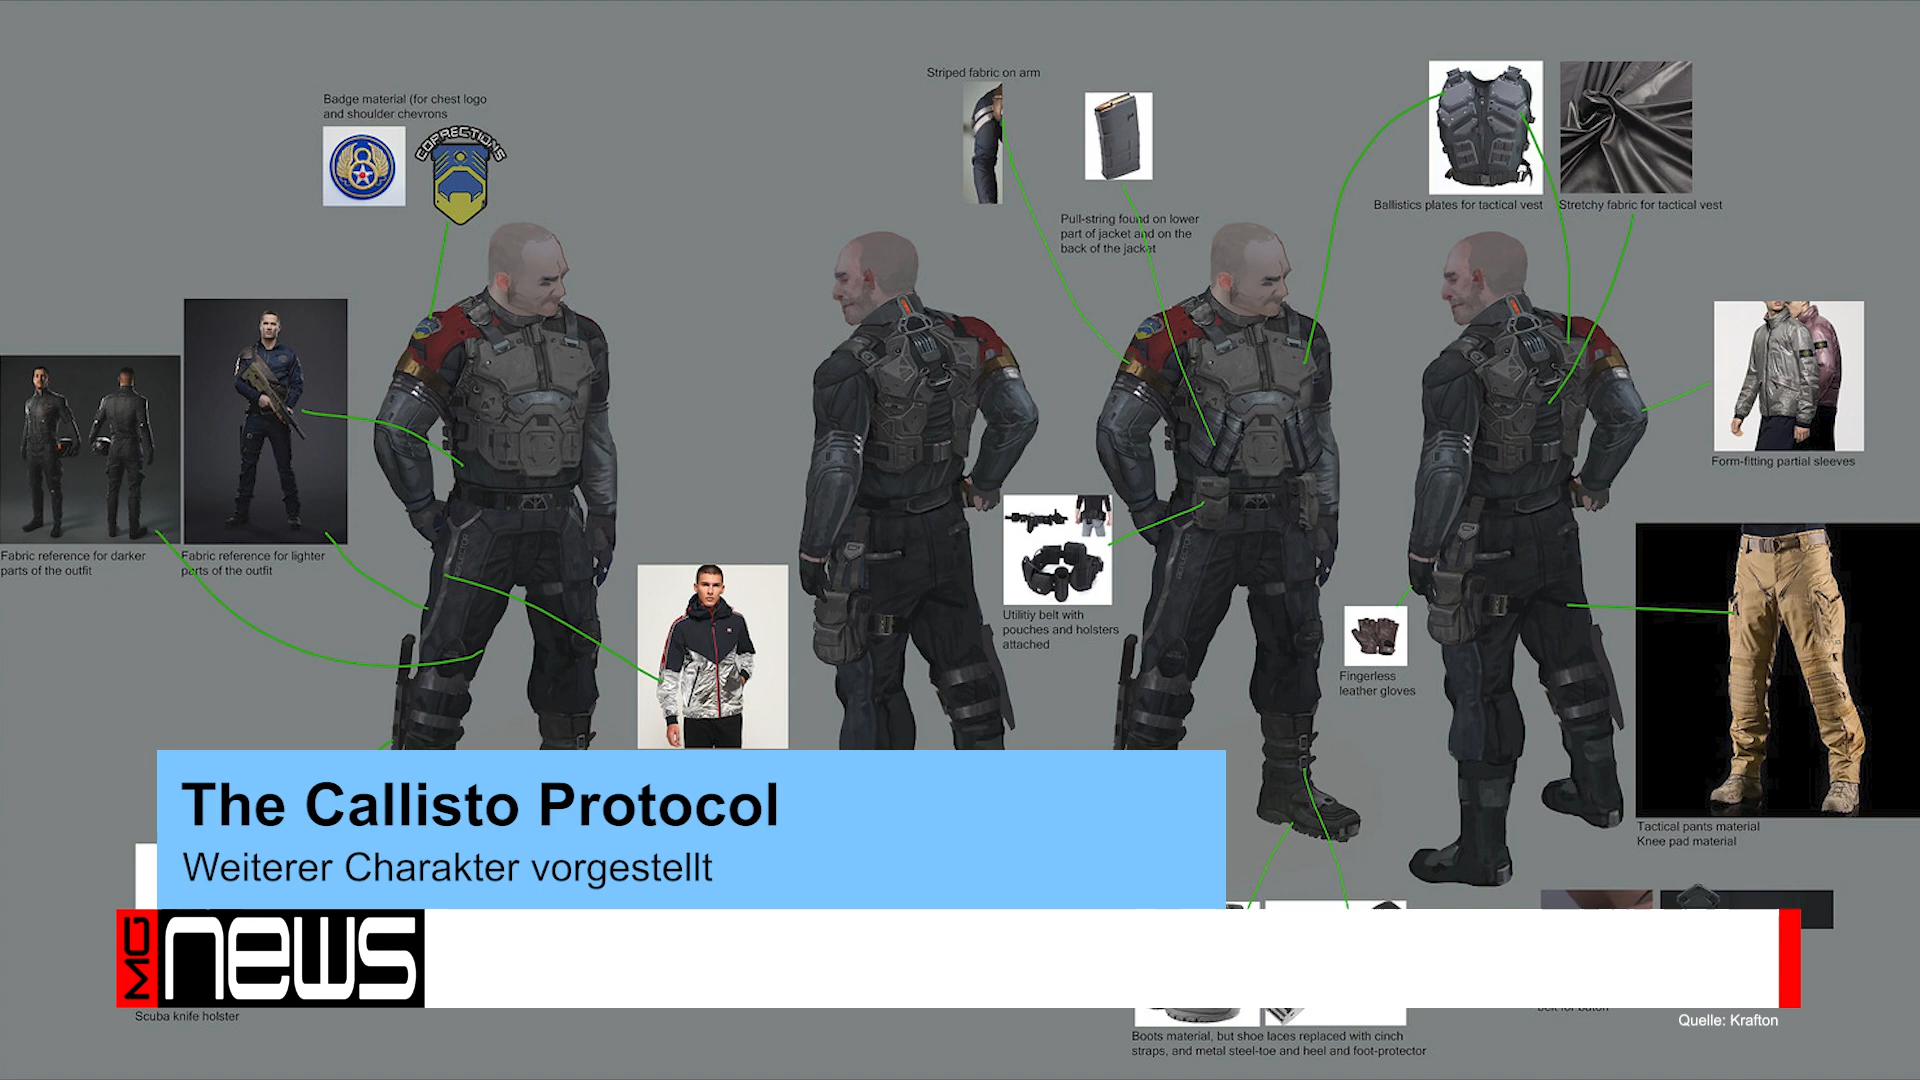 Striped fabric on arm
Badge material (for chest logo
and shoulder chevrons
CORRECTIONS
Pull-string found on lower
part of jacket and on the
back of the jacket
Ballistics plates for tactical vest
Stretchy fabric for tactical vest
Form-fitting partial sleeves
Fabric reference for darker
parts of the outfit
Fabric reference for lighter
parts of the outfit
Utilitiy belt with
pouches and holsters
attached
Fingerless
leather gloves
Tactical pants material
Knee pad material
The Callisto Protocol
Weiterer Charakter vorgestellt
MG news
Scuba knife holster
Quelle: Krafton
Boots material, but shoe laces replaced with cinch
straps, and metal steel-toe and heel and foot-protector